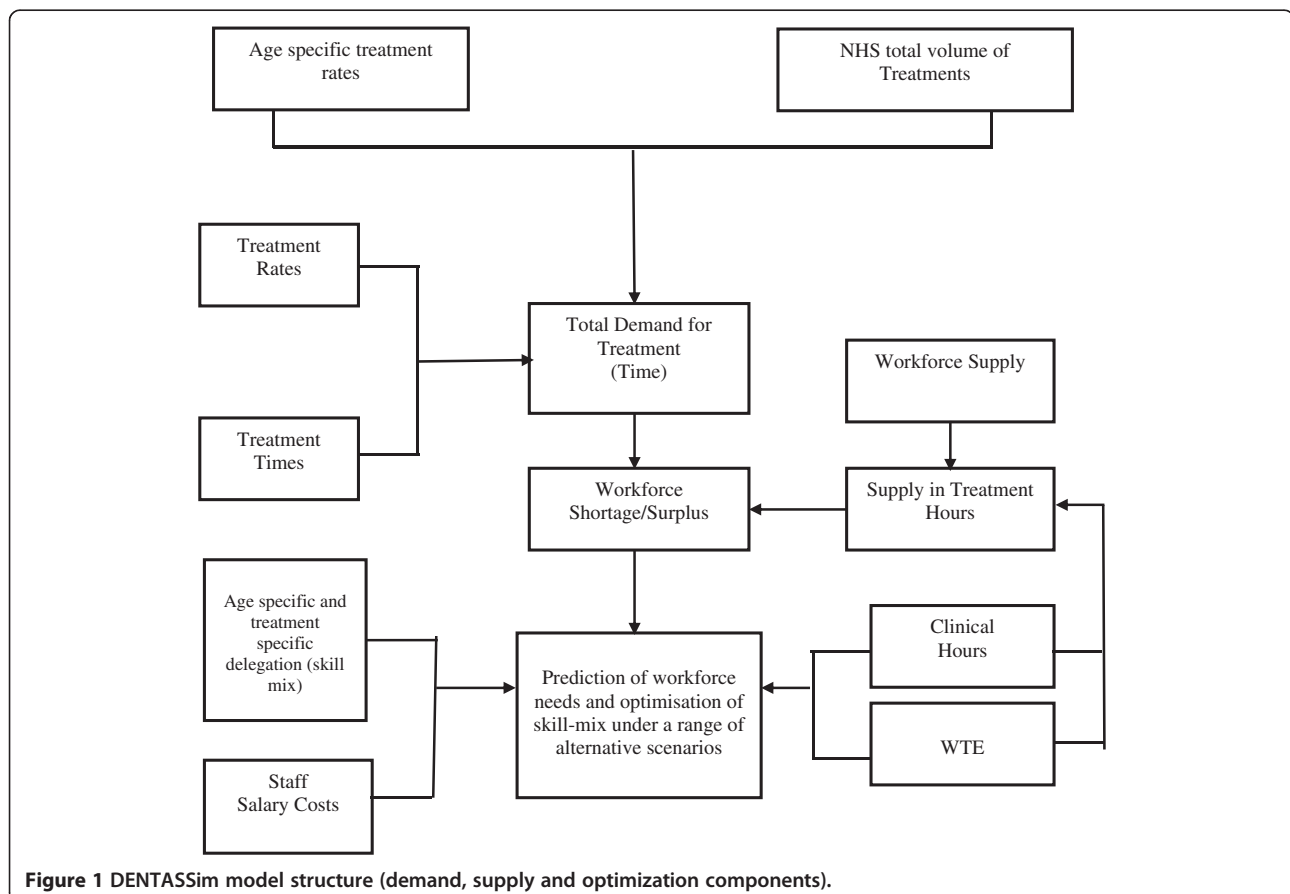 Age specific treatment
rates
NHS total volume of
Treatments
Treatment
Rates
Total Demand for
Treatment
(Time)
Workforce Supply
Treatment
Times
Workforce
Shortage/Surplus
Supply in Treatment
Hours
Age specific and
treatment
specific
delegation (skill
mix)
Prediction of workforce
needs and optimisation of
skill-mix under a range of
alternative scenarios
Clinical
Hours
WTE
Staff
Salary Costs
Figure 1 DENTASSim model structure (demand, supply and optimization components).